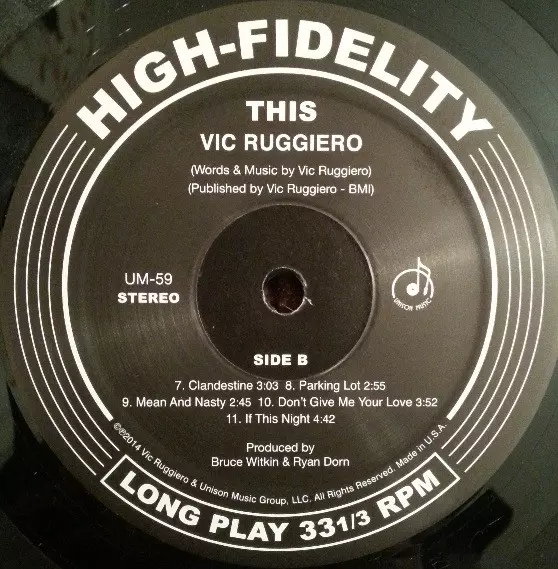 HIGH-FIDELITY
THIS
VIC RUGGIERO
(Words & Music by Vic Ruggiero)
(Published by Vic Ruggiero - BMI)
UM-59
STEREO
UNISON MUSIC
SIDE B
7. Clandestine 3:03 8. Parking Lot 2:55
9. Mean And Nasty 2:45 10. Don't Give Me Your Love 3:52
11. If This Night 4:42
Produced by
Bruce Witkin & Ryan Dorn
©℗2014 Vic Ruggiero & Unison Music Group, LLC. All Rights Reserved. Made in U.S.A.
LONG PLAY 331/3 RPM